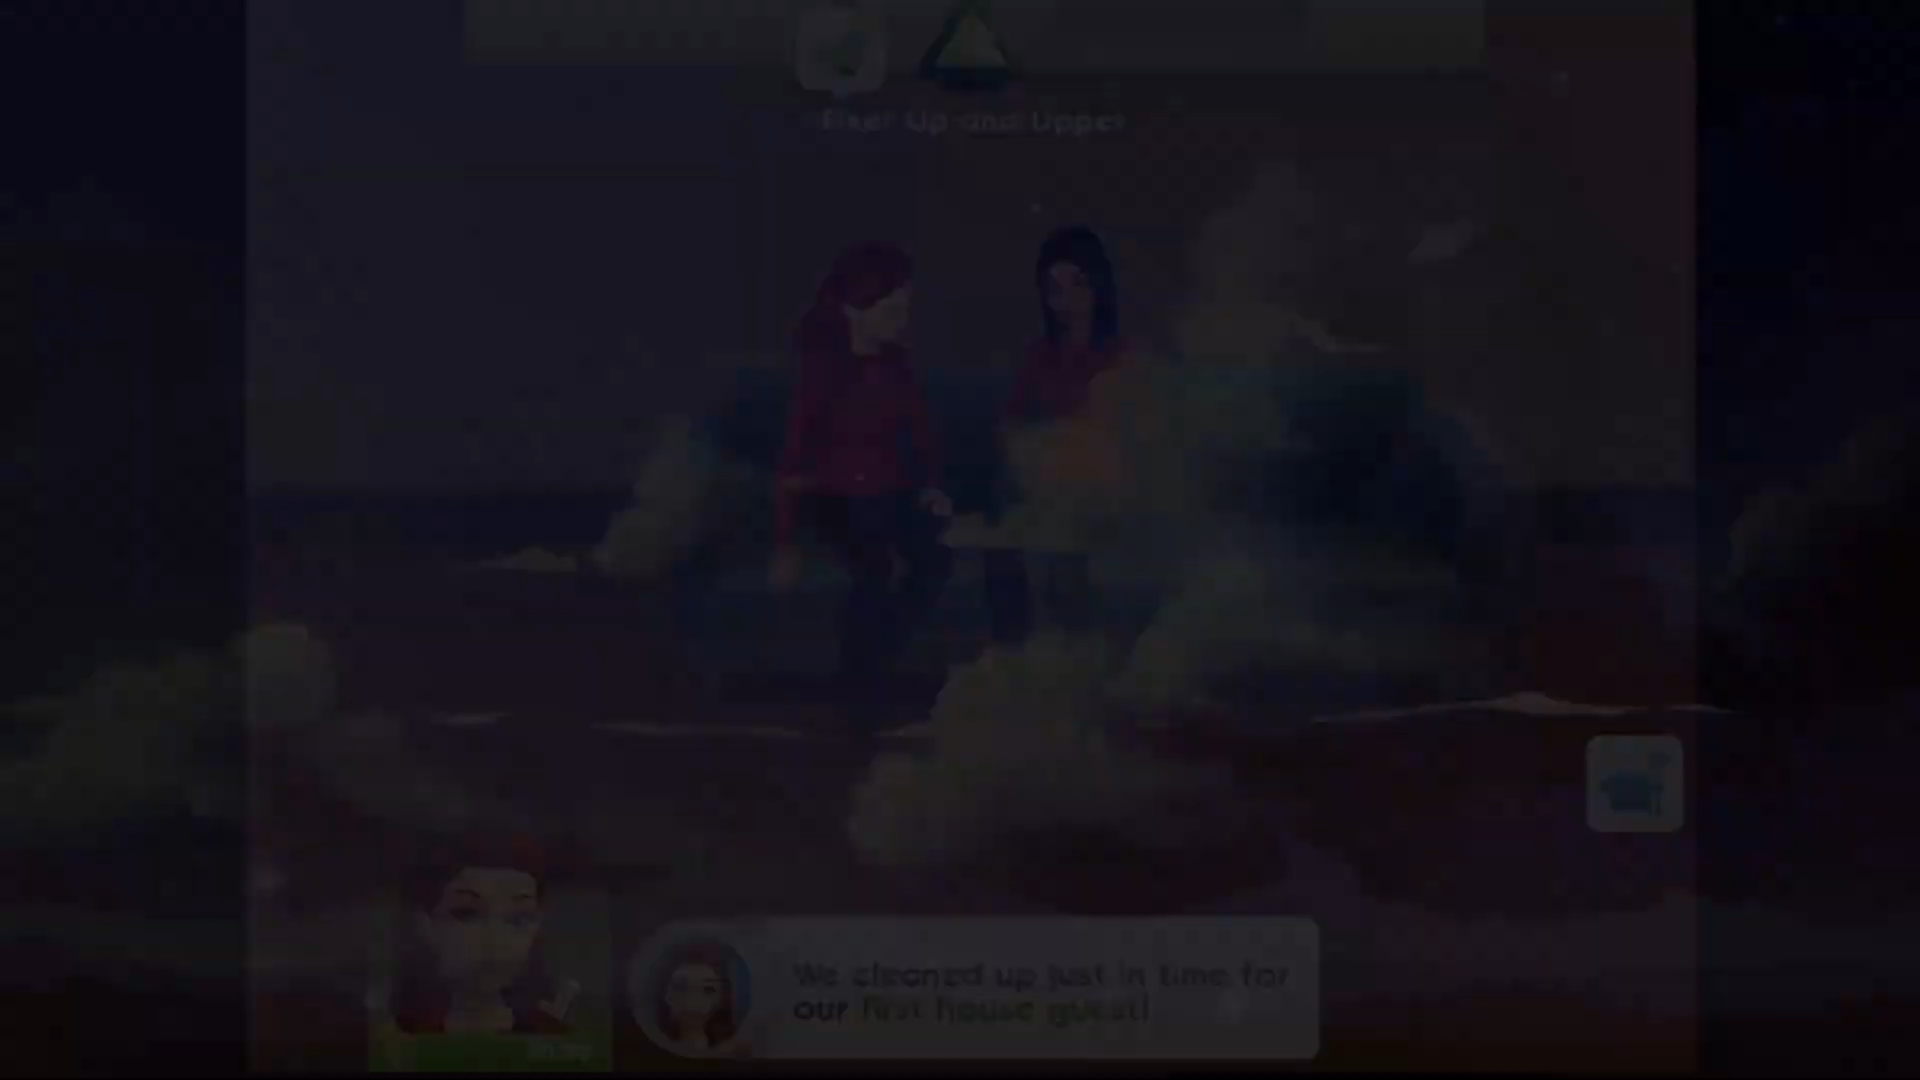 Fixer Up and Upper
We cleaned up just in time for
our first house guest!